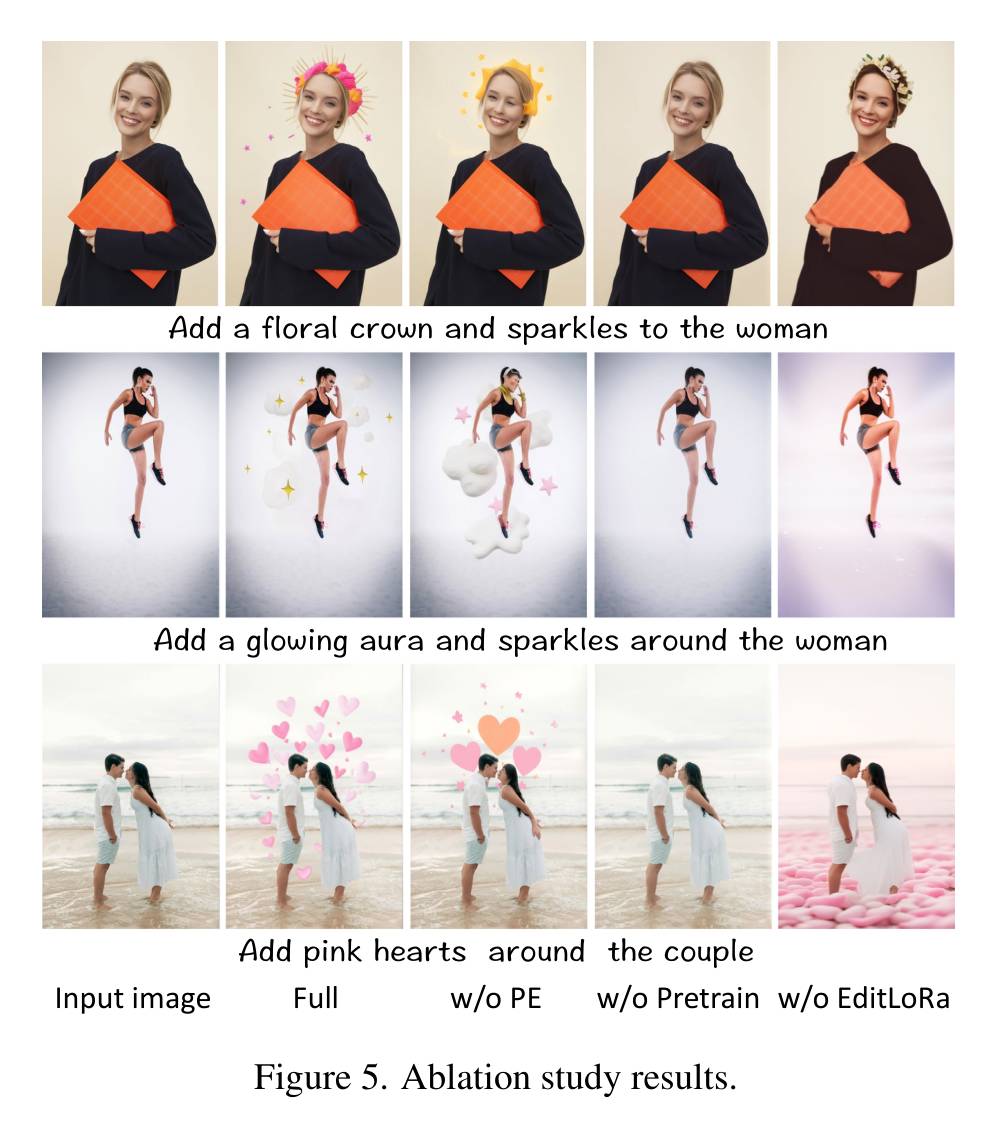 Add a floral crown and sparkles to the woman
Add a glowing aura and sparkles around the woman
Add pink hearts around the couple
Input image Full w/o PE w/o Pretrain w/o EditLoRa
Figure 5. Ablation study results.